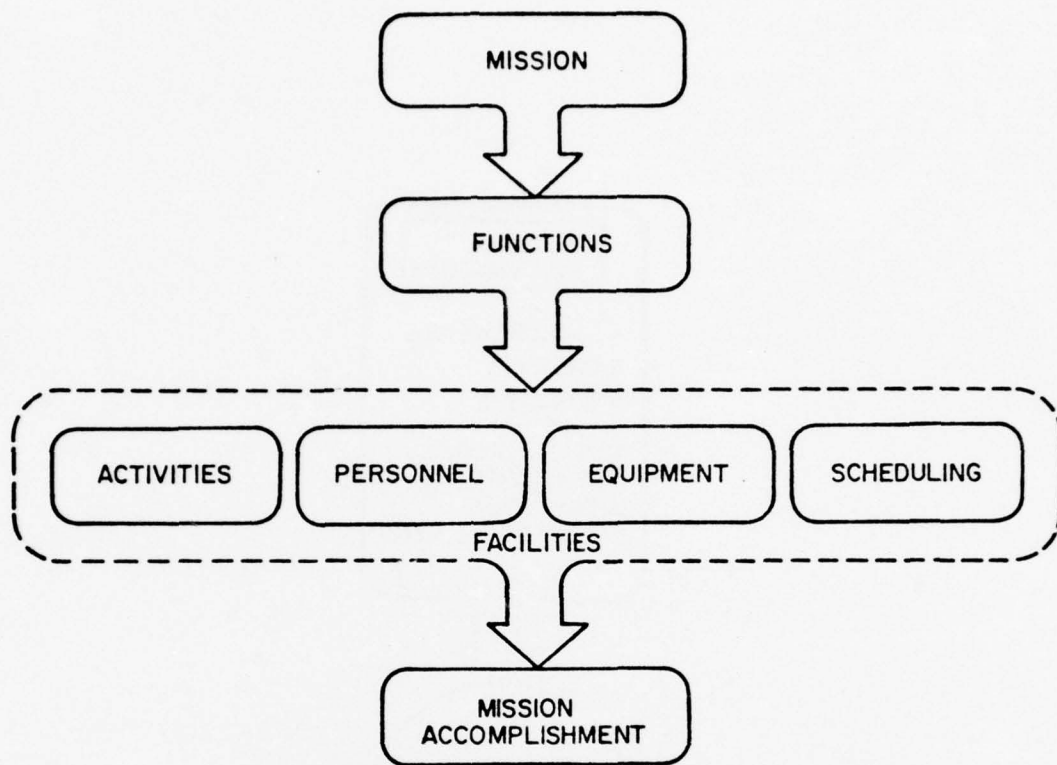 MISSION
FUNCTIONS
ACTIVITIES
PERSONNEL
EQUIPMENT
SCHEDULING
FACILITIES
MISSION
ACCOMPLISHMENT